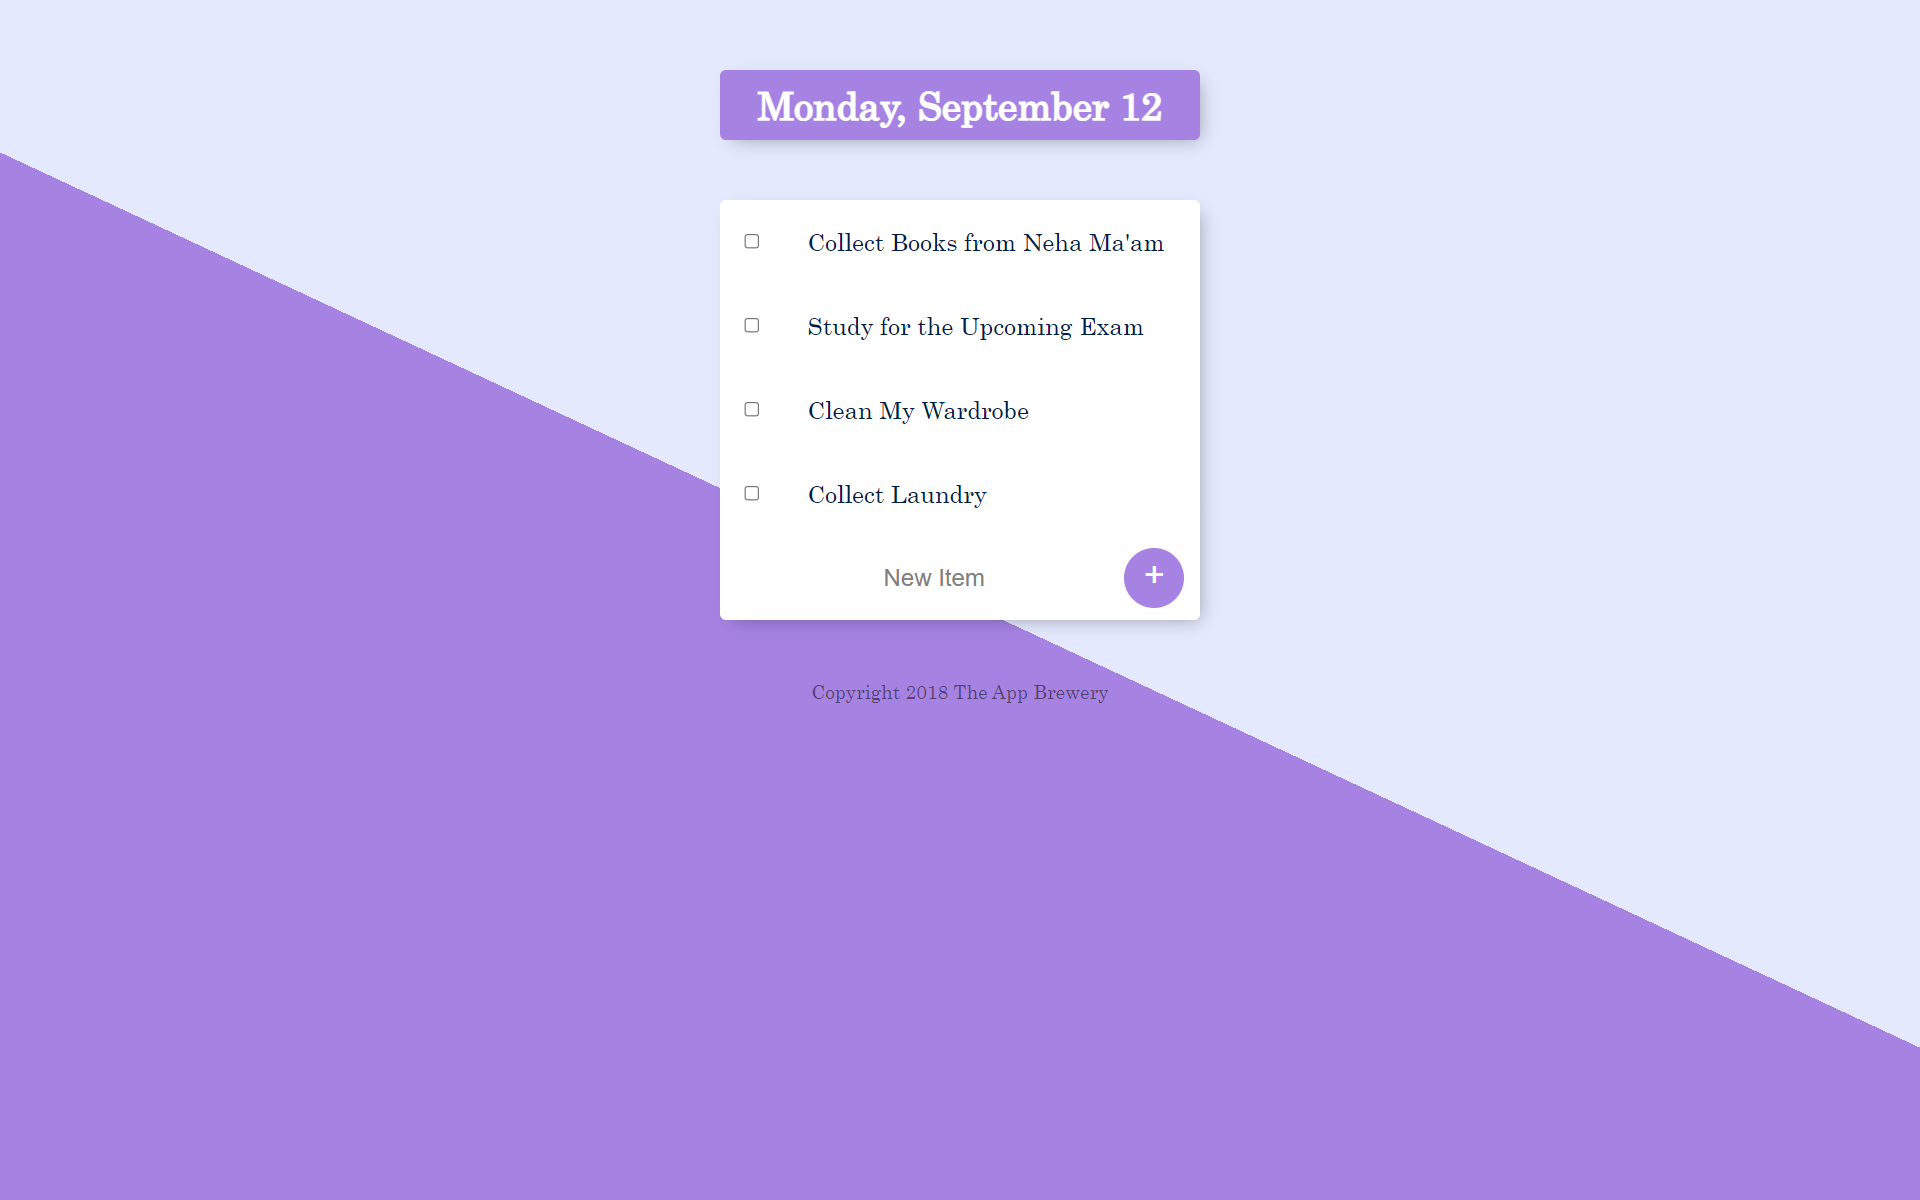 Monday, September 12
Collect Books from Neha Ma'am
Study for the Upcoming Exam
Clean My Wardrobe
Collect Laundry
New Item
+
Copyright 2018 The App Brewery